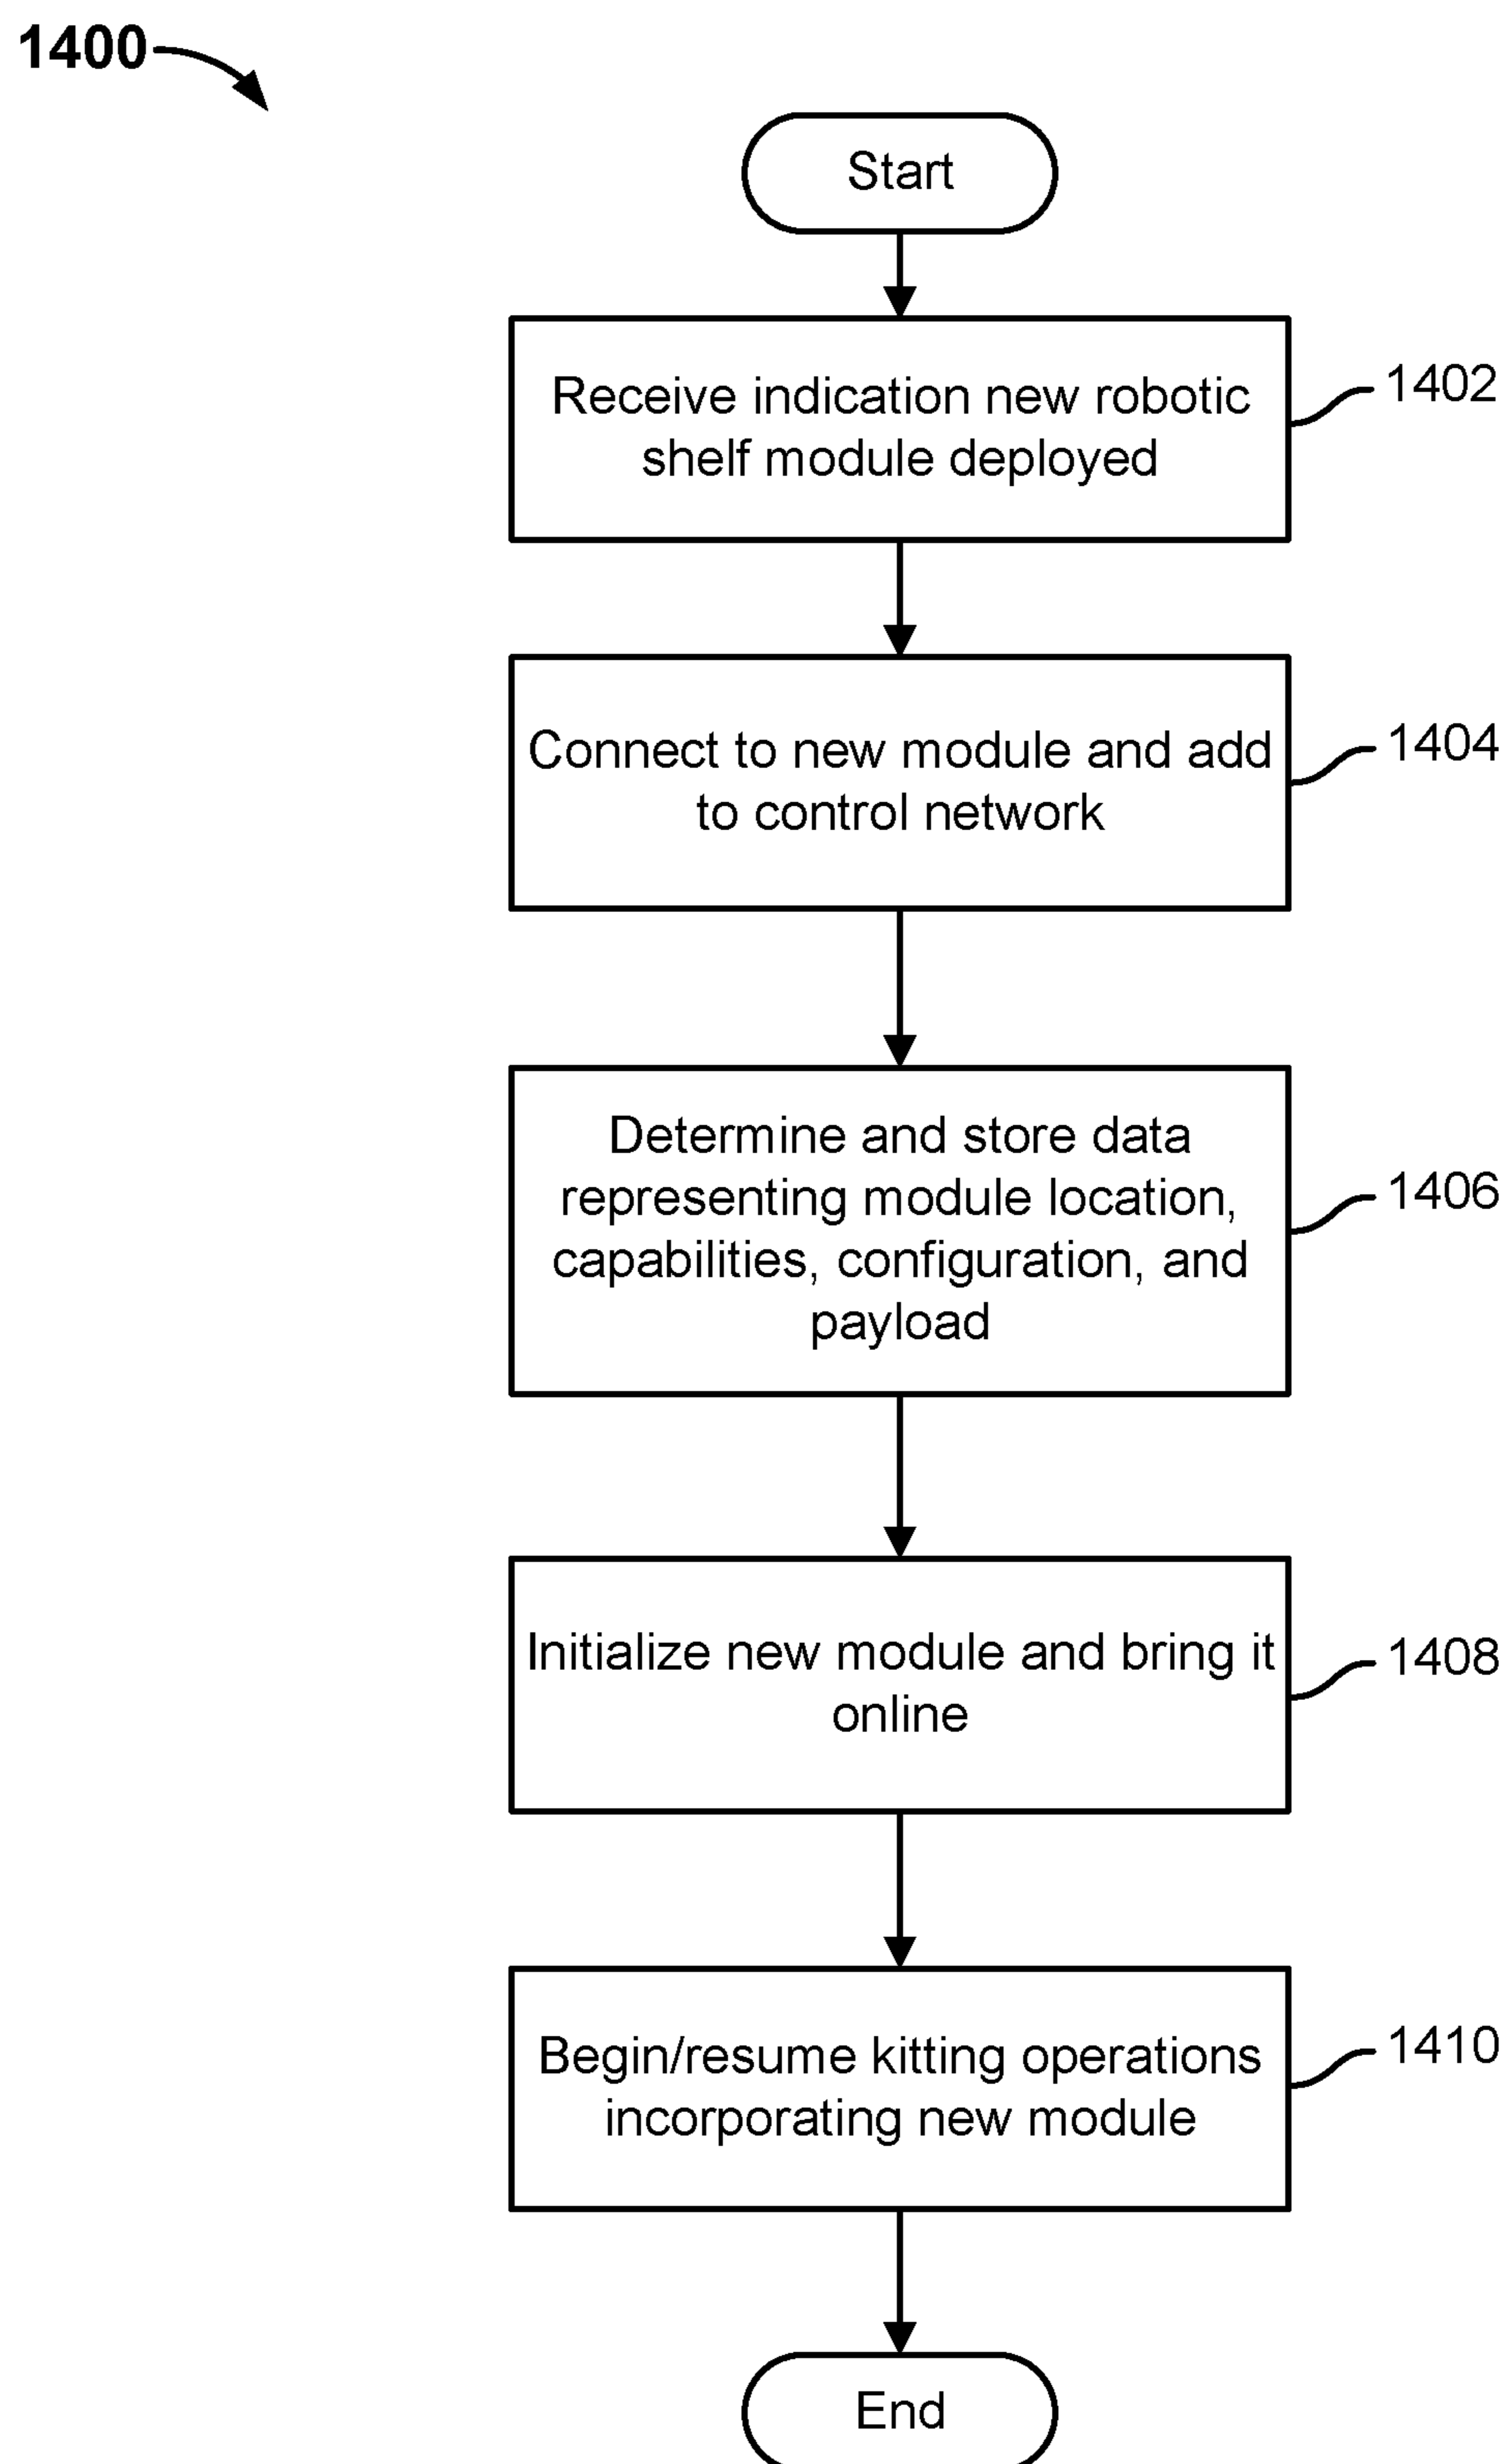 1400
Start
Receive indication new robotic
shelf module deployed
1402
Connect to new module and add
to control network
1404
Determine and store data
representing module location,
capabilities, configuration, and
payload
1406
Initialize new module and bring it
online
1408
Begin/resume kitting operations
incorporating new module
1410
End